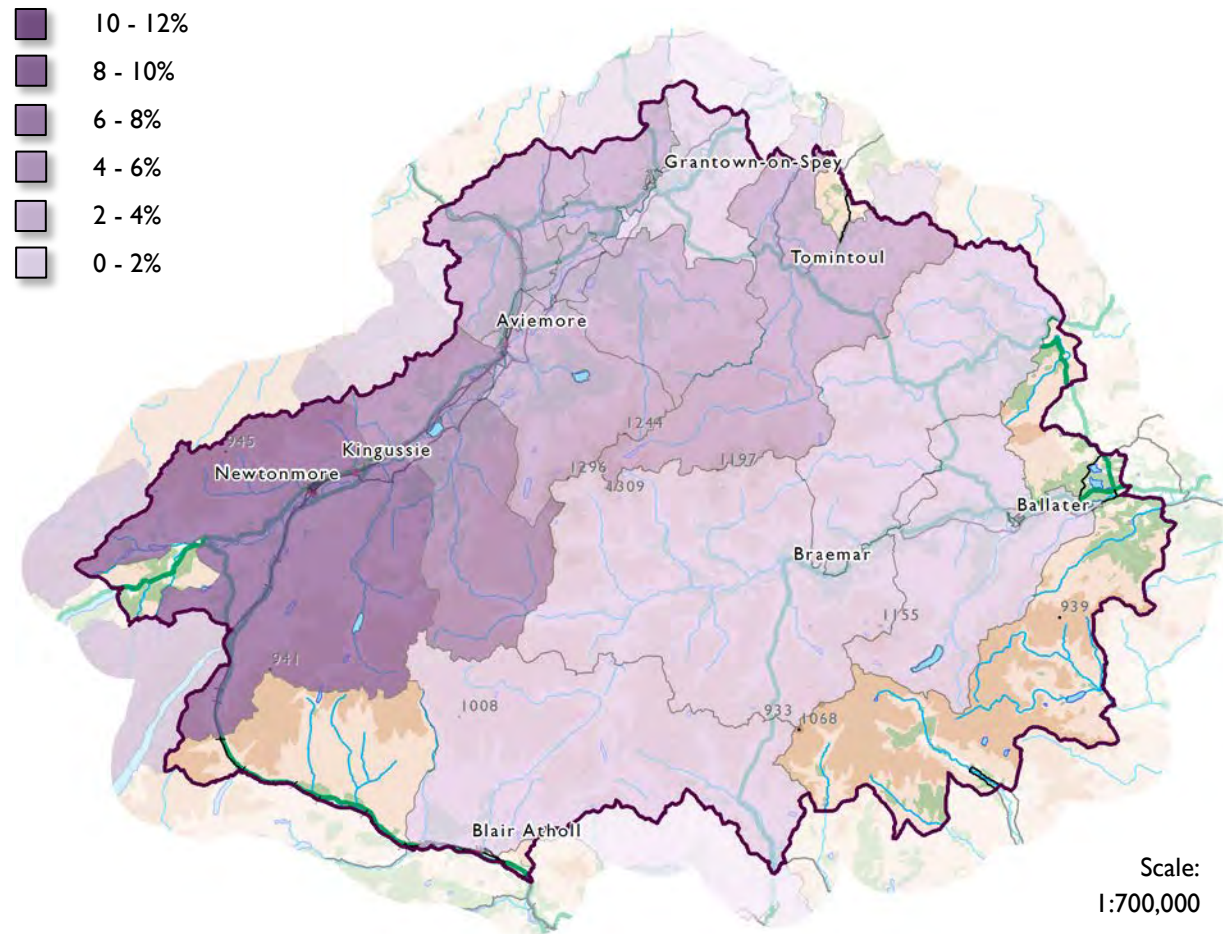 10 - 12%
8 - 10%
6 - 8%
4 - 6%
2 - 4%
0 - 2%
Grantown-on-Spey
Tomintoul
Aviemore
1244
945
Kingussie
1296
1197
Newtonmore
1309
Ballater
Braemar
1155
939
941
1008
933
1068
Blair Atholl
Scale:
1:700,000